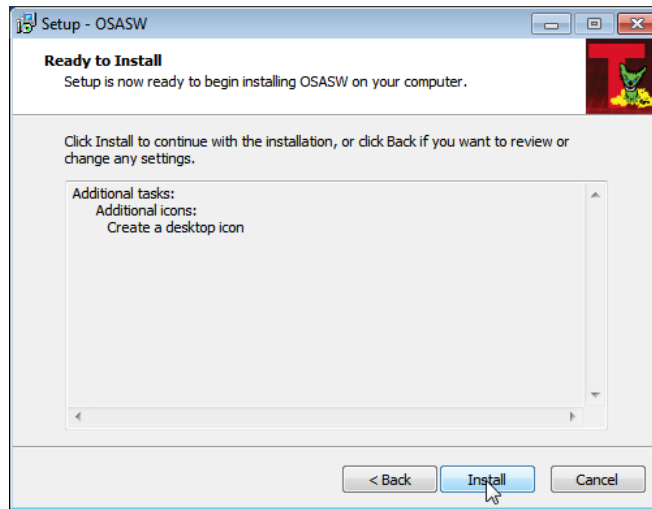 Setup - OSASW
Ready to Install
Setup is now ready to begin installing OSASW on your computer.
T
Click Install to continue with the installation, or click Back if you want to review or
change any settings.
Additional tasks:
Additional icons:
Create a desktop icon
< Back
Install
Cancel